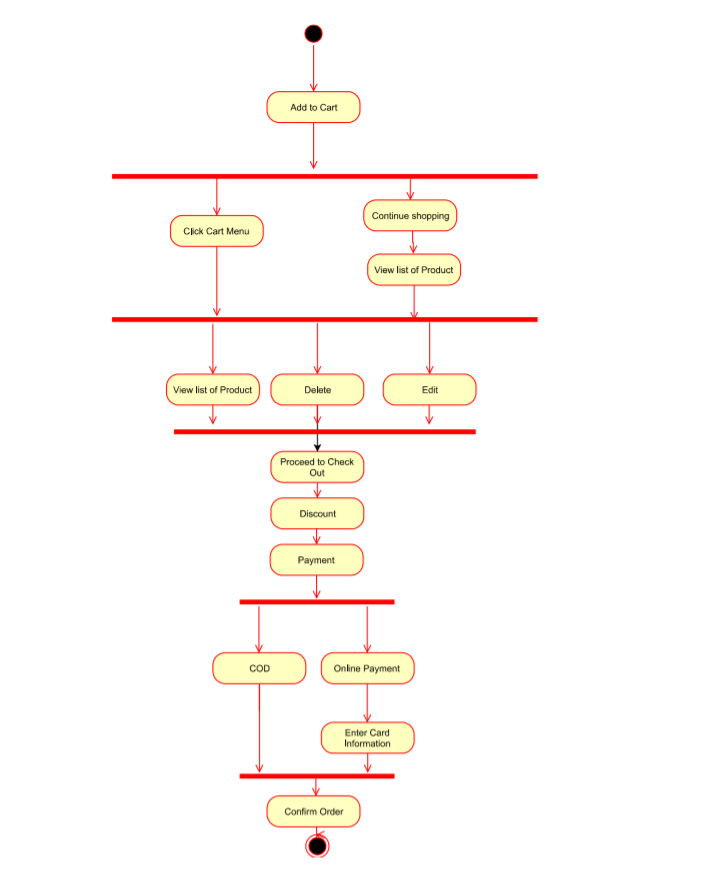 Add to Cart
Continue shopping
Click Cart Menu
View list of Product
View list of Product
Delete
Edit
Proceed to Check
Out
Discount
Payment
COD
Online Payment
Enter Card
Information
Confirm Order